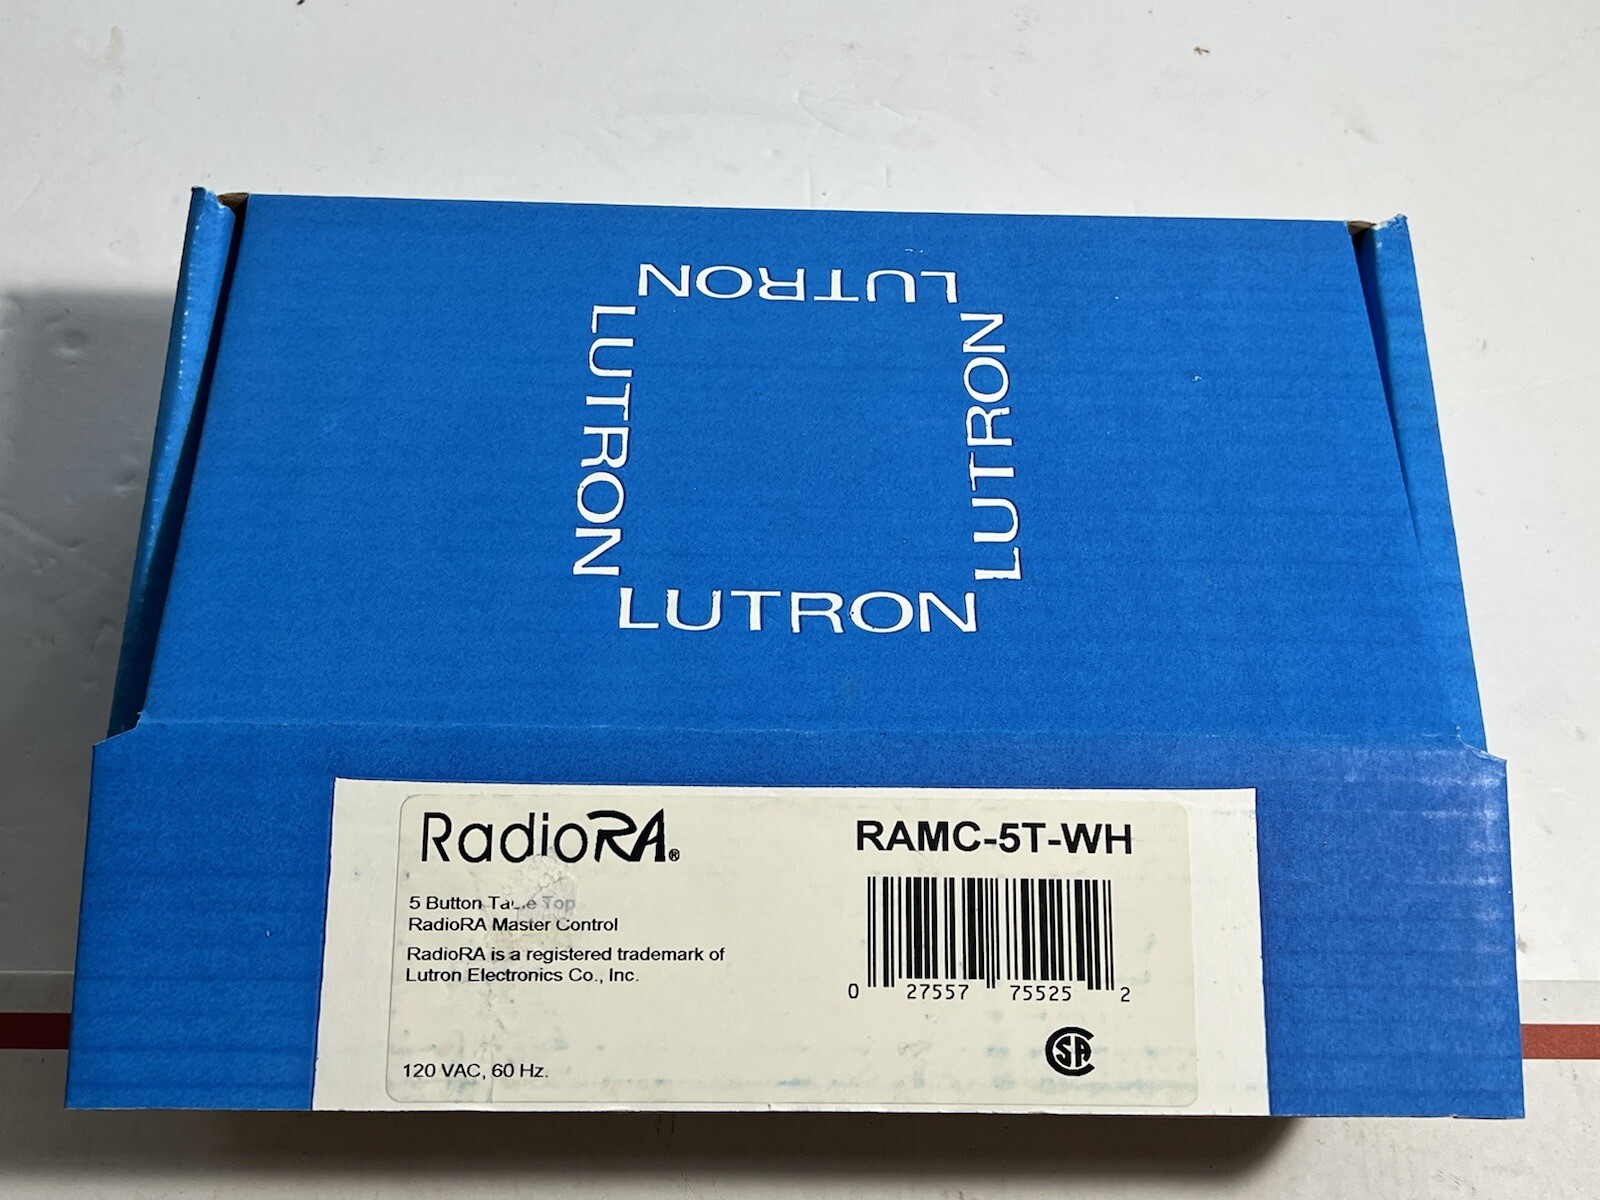 LUTRON
LUTRON
LUTRON
LUTRON
RadioRA®
RAMC-5T-WH
5 Button Table Top
RadioRA Master Control
RadioRA is a registered trademark of
Lutron Electronics Co., Inc.
0 27557 75525 2
120 VAC, 60 Hz.
SA